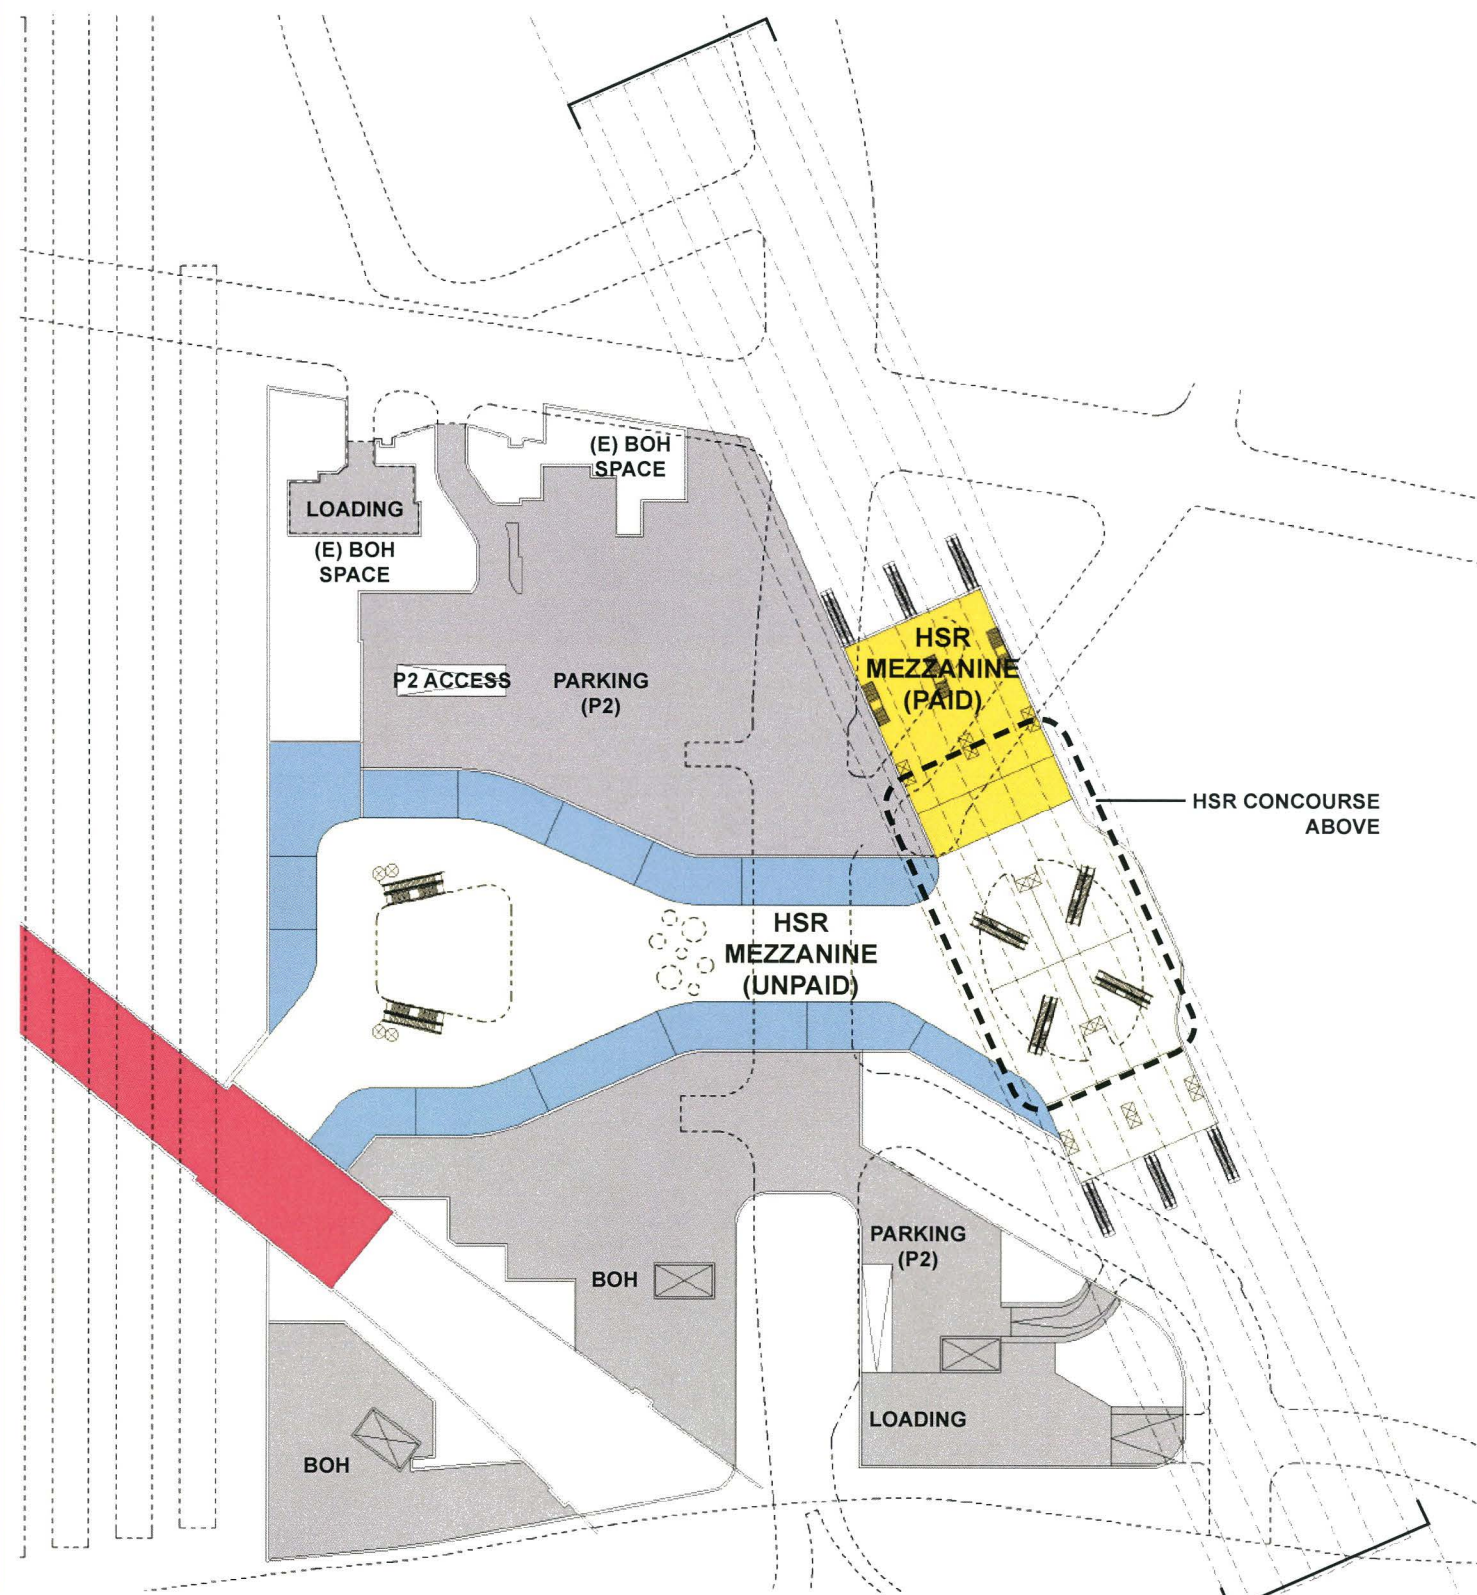 (E) BOH
SPACE
LOADING
(E) BOH
SPACE
P2 ACCESS
PARKING
(P2)
HSR
MEZZANINE
(PAID)
HSR CONCOURSE
ABOVE
HSR
MEZZANINE
(UNPAID)
PARKING
(P2)
BOH
LOADING
BOH